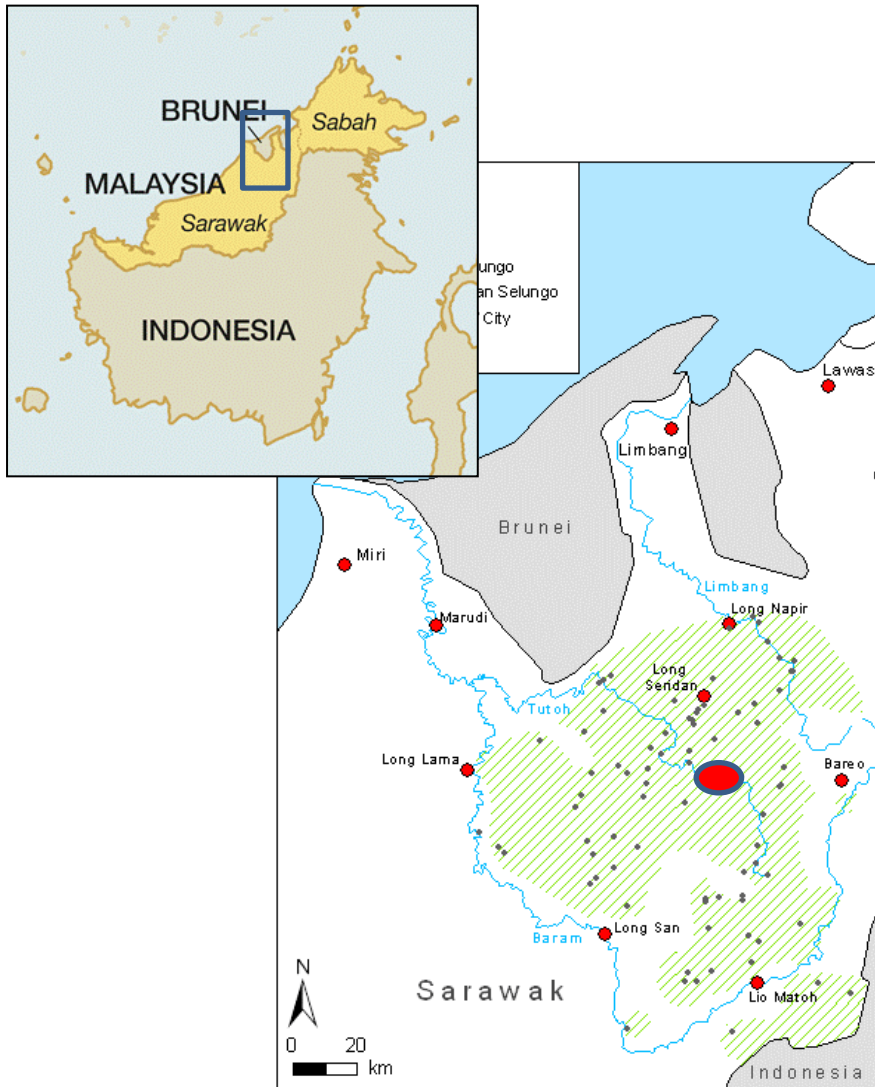 BRUNEI
Sabah
MALAYSIA
Sarawak
INDONESIA
ungo
an Selungo
City
Lawas
Limbang
Brunei
Miri
Limbang
Marudi
Long Napir
Long
Seridan
Tutoh
Long Lama
Bareo
Long San
Baram
Sarawak
Lio Matoh
N
0 20
km
Indonesia